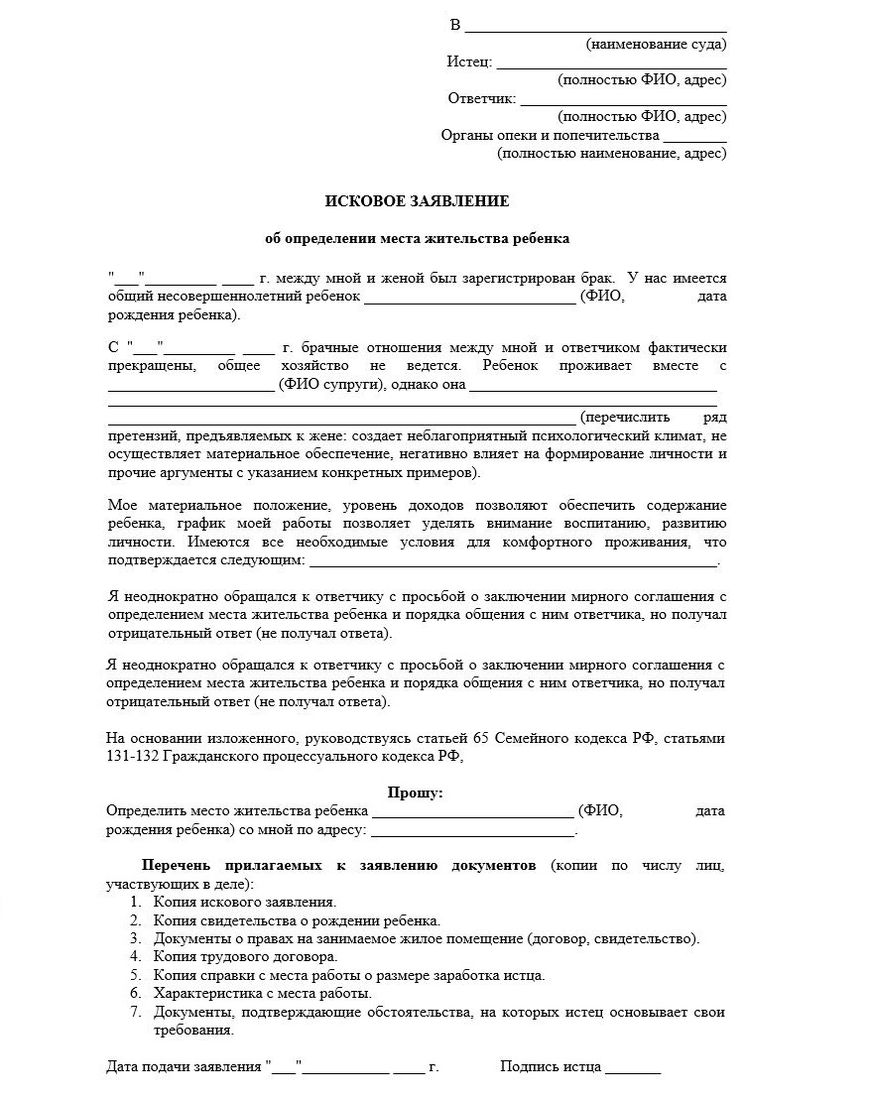 В __________________________________
(наименование суда)
Истец: ______________________________
(полностью ФИО, адрес)
Ответчик: ___________________________
(полностью ФИО, адрес)
Органы опеки и попечительства ________
(полностью наименование, адрес)
ИСКОВОЕ ЗАЯВЛЕНИЕ
об определении места жительства ребенка
"___"_________ ____ г. между мной и женой был зарегистрирован брак. У нас имеется
общий несовершеннолетний ребенок ___________________________ (ФИО, дата
рождения ребенка).
С "___"_________ ____ г. брачные отношения между мной и ответчиком фактически
прекращены, общее хозяйство не ведется. Ребенок проживает вместе с
_____________________ (ФИО супруги), однако она ________________________________
______________________________________________________________________________
____________________________________________________________ (перечислить ряд
претензий, предъявляемых к жене: создает неблагоприятный психологический климат, не
осуществляет материальное обеспечение, негативно влияет на формирование личности и
прочие аргументы с указанием конкретных примеров).
Мое материальное положение, уровень доходов позволяют обеспечить содержание
ребенка, график моей работы позволяет уделять внимание воспитанию, развитию
личности. Имеются все необходимые условия для комфортного проживания, что
подтверждается следующим: ____________________________________________________.
Я неоднократно обращался к ответчику с просьбой о заключении мирного соглашения с
определением места жительства ребенка и порядка общения с ним ответчика, но получал
отрицательный ответ (не получал ответа).
Я неоднократно обращался к ответчику с просьбой о заключении мирного соглашения с
определением места жительства ребенка и порядка общения с ним ответчика, но получал
отрицательный ответ (не получал ответа).
На основании изложенного, руководствуясь статьей 65 Семейного кодекса РФ, статьями
131-132 Гражданского процессуального кодекса РФ,
Прошу:
Определить место жительства ребенка __________________________ (ФИО, дата
рождения ребенка) со мной по адресу: __________________________.
Перечень прилагаемых к заявлению документов (копии по числу лиц,
участвующих в деле):
1. Копия искового заявления.
2. Копия свидетельства о рождении ребенка.
3. Документы о правах на занимаемое жилое помещение (договор, свидетельство).
4. Копия трудового договора.
5. Копия справки с места работы о размере заработка истца.
6. Характеристика с места работы.
7. Документы, подтверждающие обстоятельства, на которых истец основывает свои
требования.
Дата подачи заявления "___"___________ ____ г. Подпись истца _______